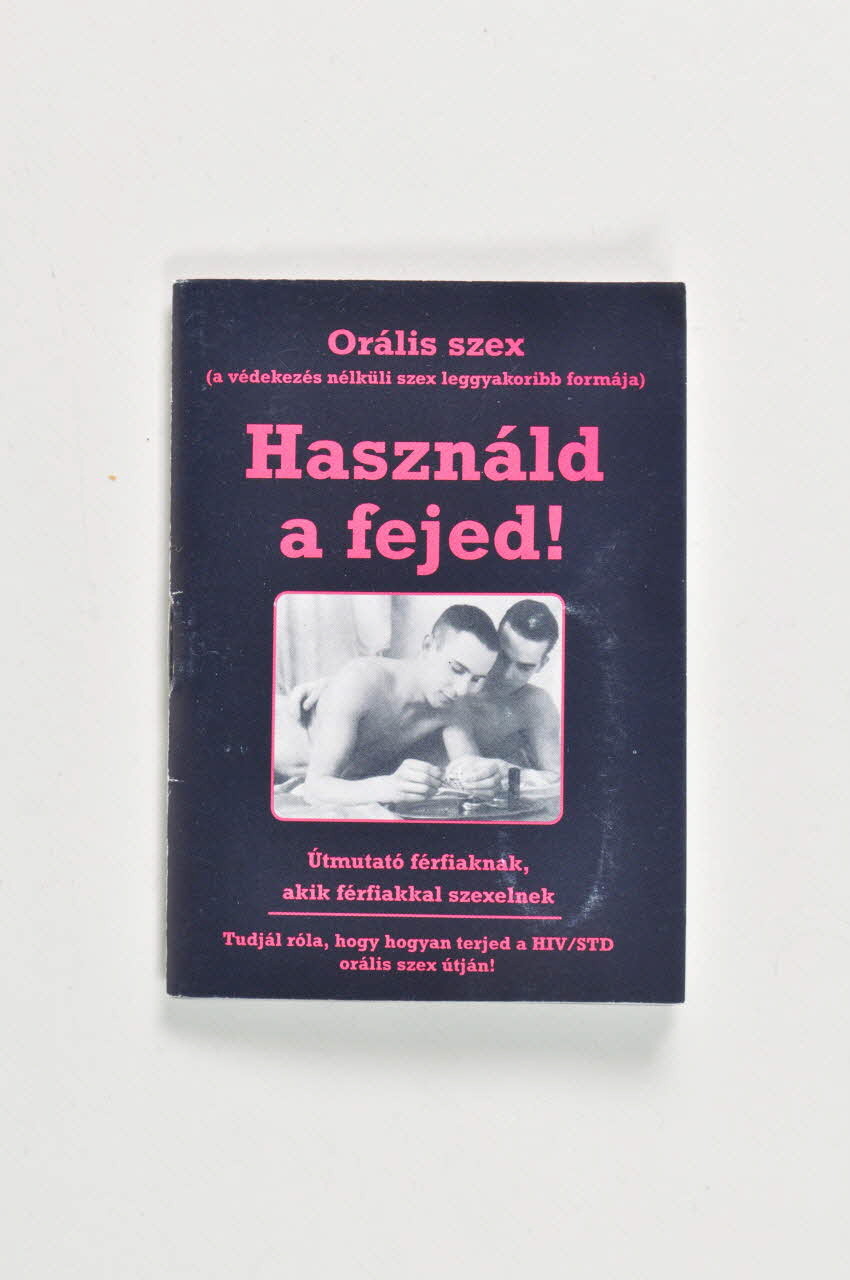 Orális szex
(a védekezés nélküli szex leggyakoribb formája)
Használd
a fejed!
Útmutató férfiaknak,
akik férfiakkal szexelnek
Tudjál róla, hogy hogyan terjed a HIV/STD
orális szex útján!